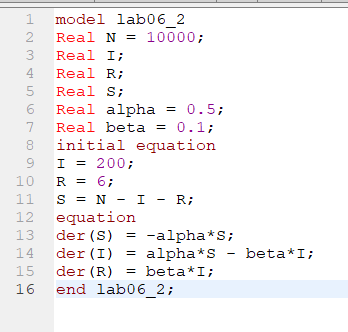 1 model lab06_2
2 Real N = 10000;
3 Real I;
4 Real R;
5 Real S;
6 Real alpha = 0.5;
7 Real beta = 0.1;
8 initial equation
9 I = 200;
10 R = 6;
11 S = N - I - R;
12 equation
13 der(S) = -alpha*S;
14 der(I) = alpha*S - beta*I;
15 der(R) = beta*I;
16 end lab06_2;